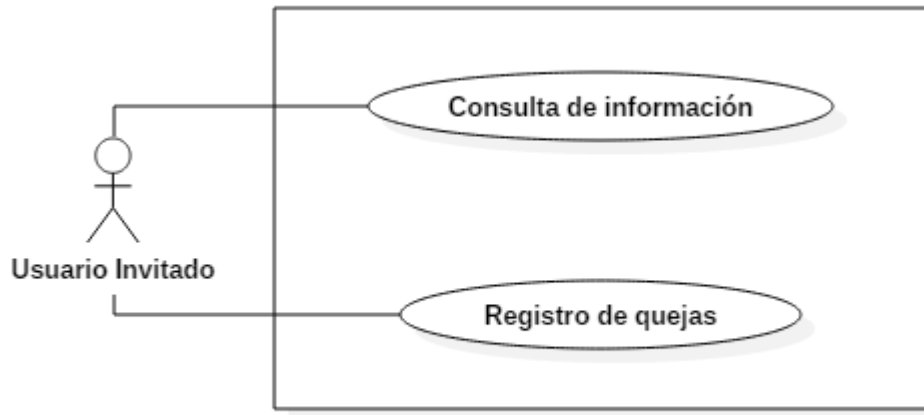 Consulta de información
Usuario Invitado
Registro de quejas